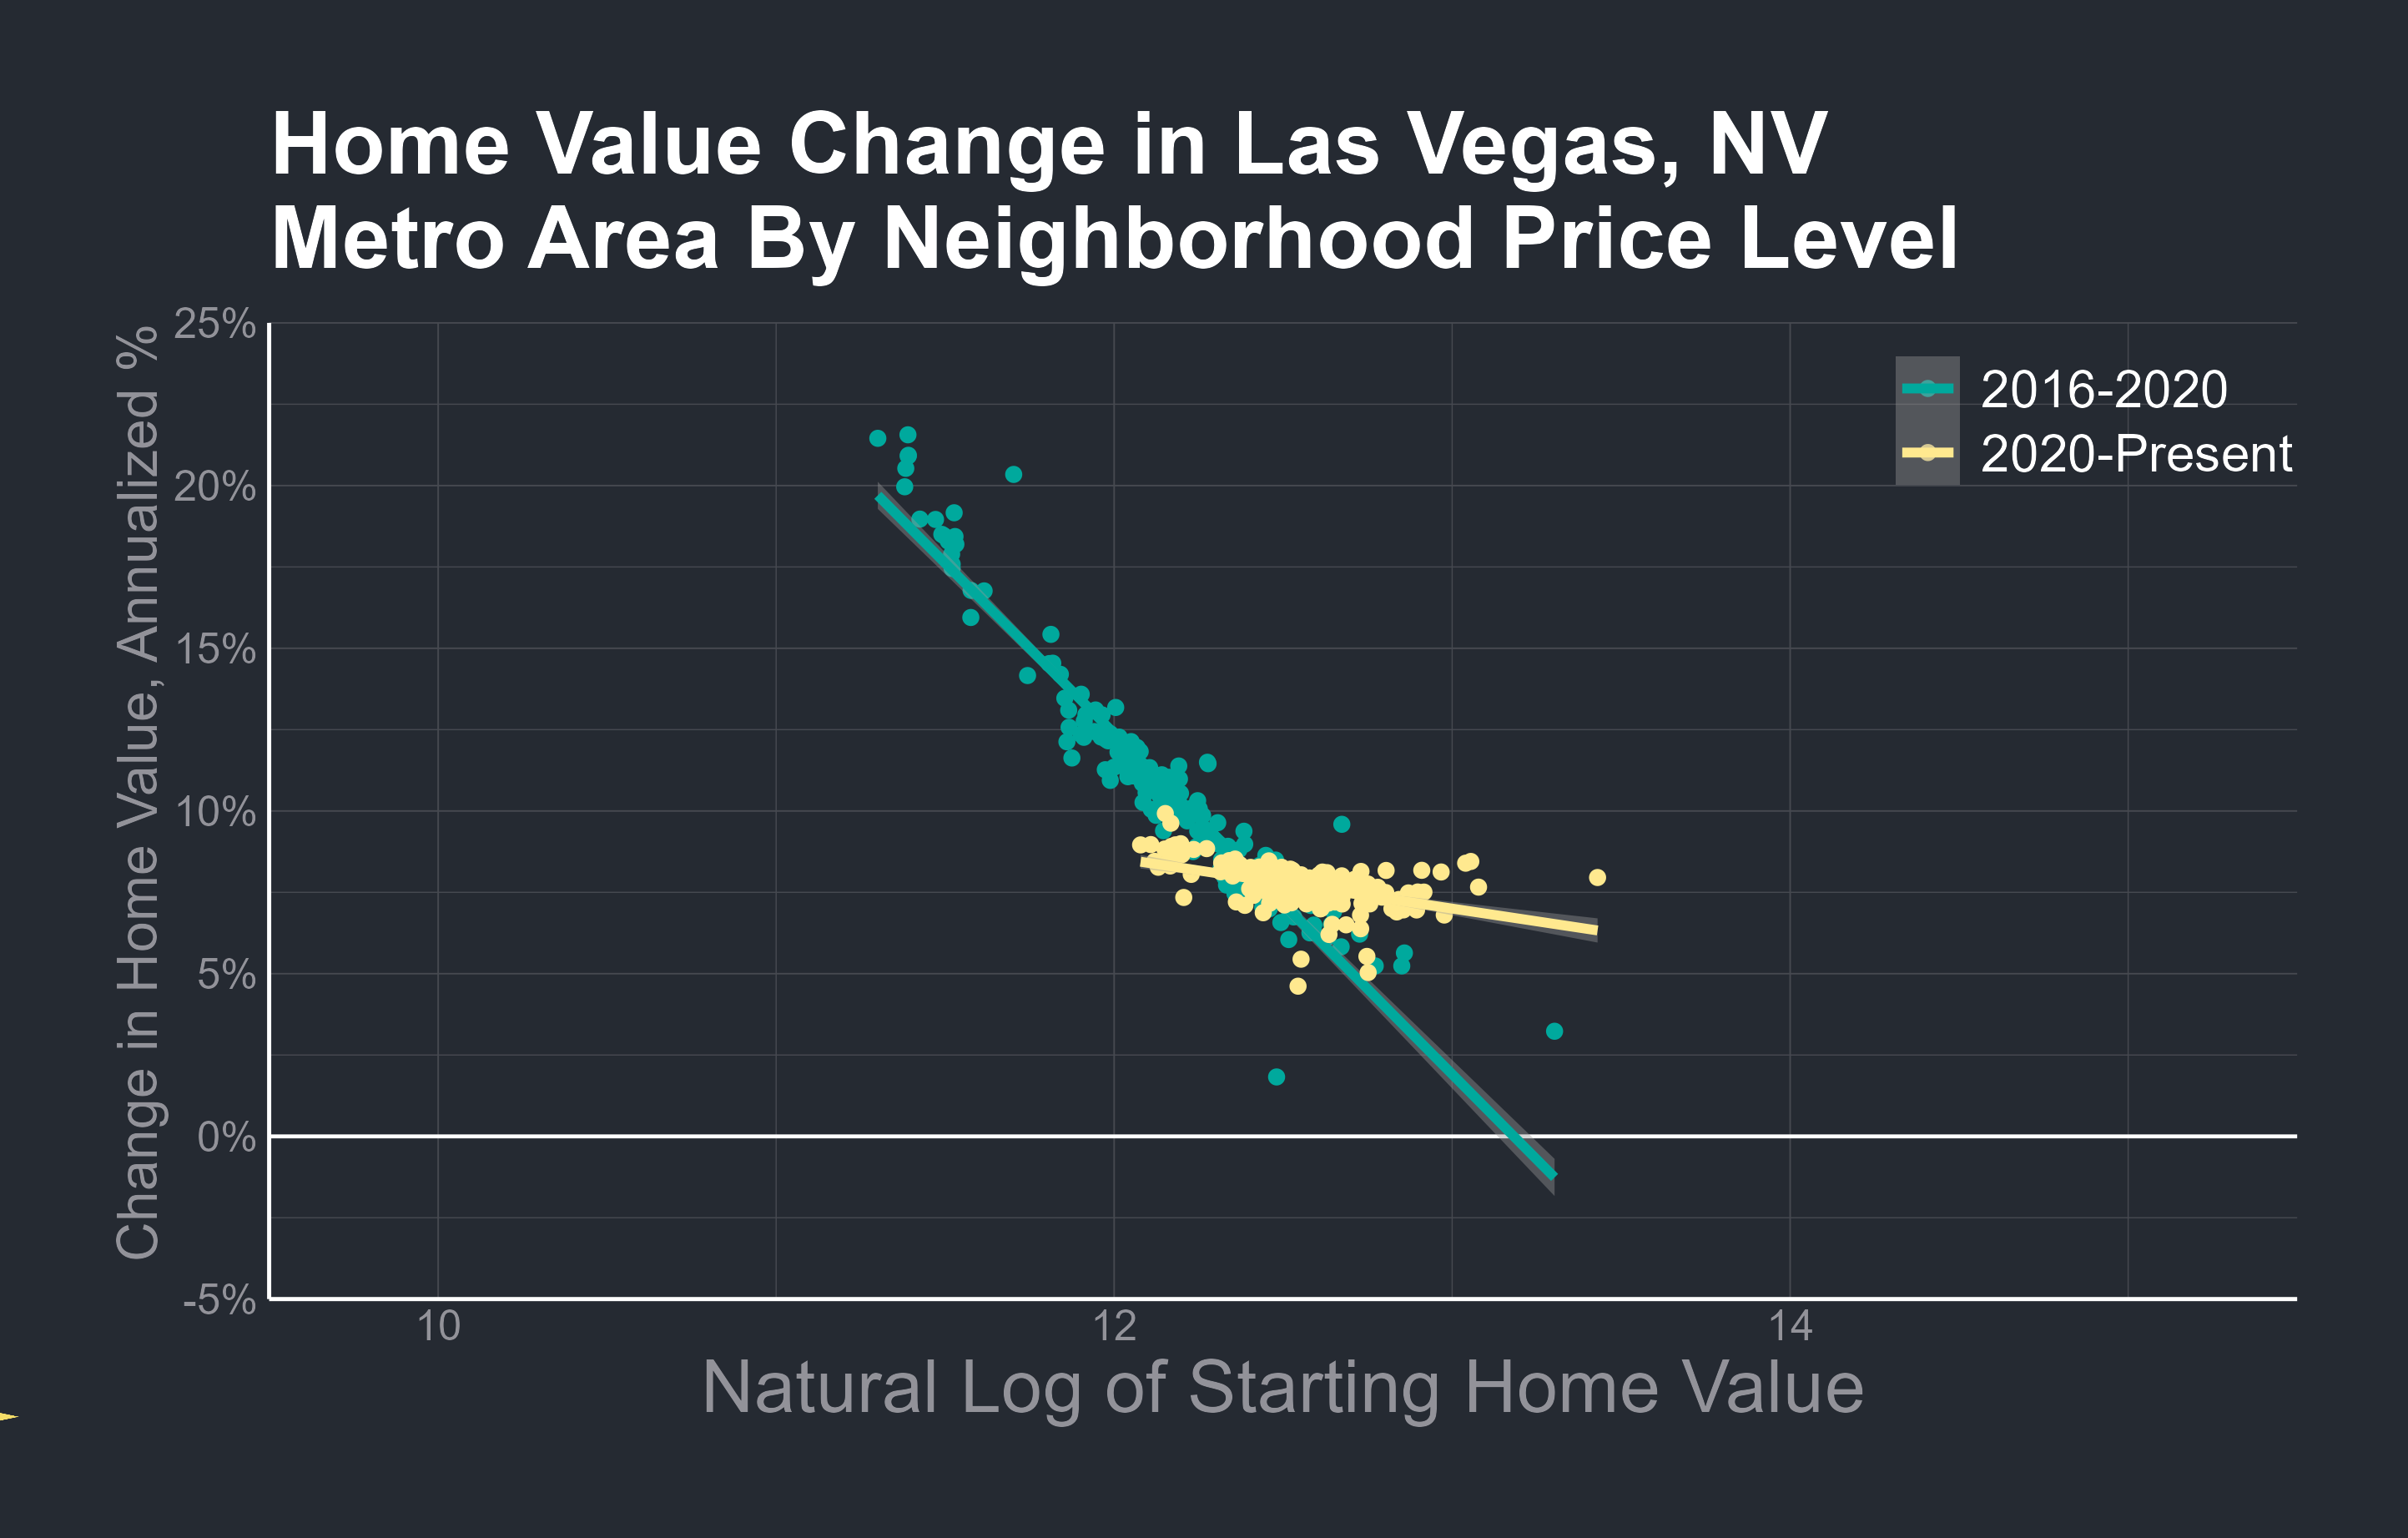 Home Value Change in Las Vegas, NV
Metro Area By Neighborhood Price Level
Change in Home Value, Annualized %
25%
20%
15%
10%
5%
0%
-5%
2016-2020
2020-Present
10
12
14
Natural Log of Starting Home Value